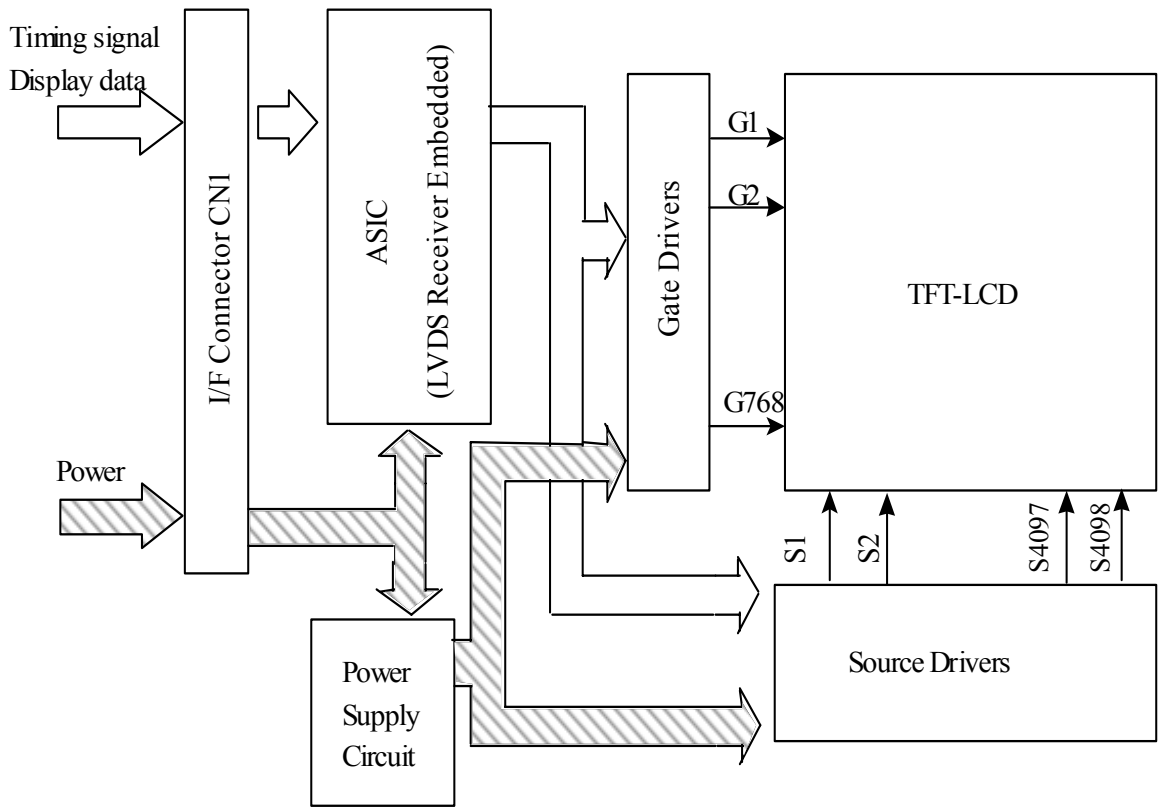 Timing signal
Display data
I/F Connector CN1
ASIC
(LVDS Receiver Embedded)
Gate Drivers
G1
G2
G768
TFT-LCD
Power
S1
S2
S4097
S4098
Power
Supply
Circuit
Source Drivers